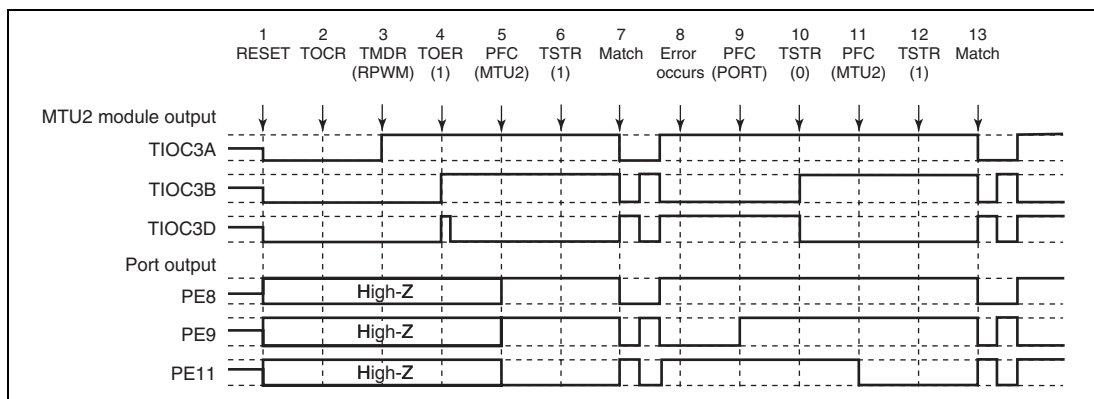 1 2 3 4 5 6 7 8 9 10 11 12 13
RESET TOCR TMDR TOER PFC TSTR Match Error PFC TSTR PFC TSTR Match
(RPWM) (1) (MTU2) (1) occurs (PORT) (0) (MTU2) (1)
MTU2 module output
TIOC3A
TIOC3B
TIOC3D
Port output
PE8 High-Z
PE9 High-Z
PE11 High-Z